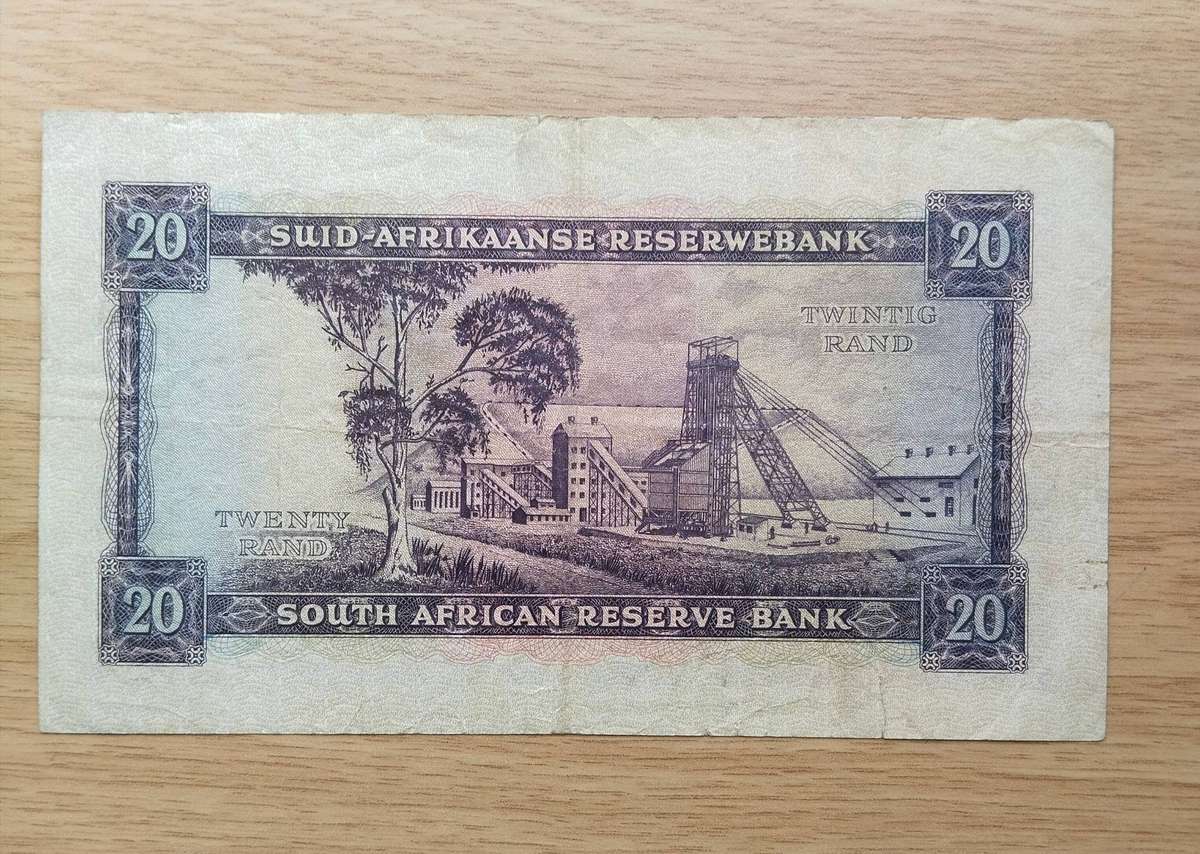 20 SUID-AFRIKAANSE RESERWEBANK 20
TWINTIG
RAND
TWENTY
RAND
20 SOUTH AFRICAN RESERVE BANK 20